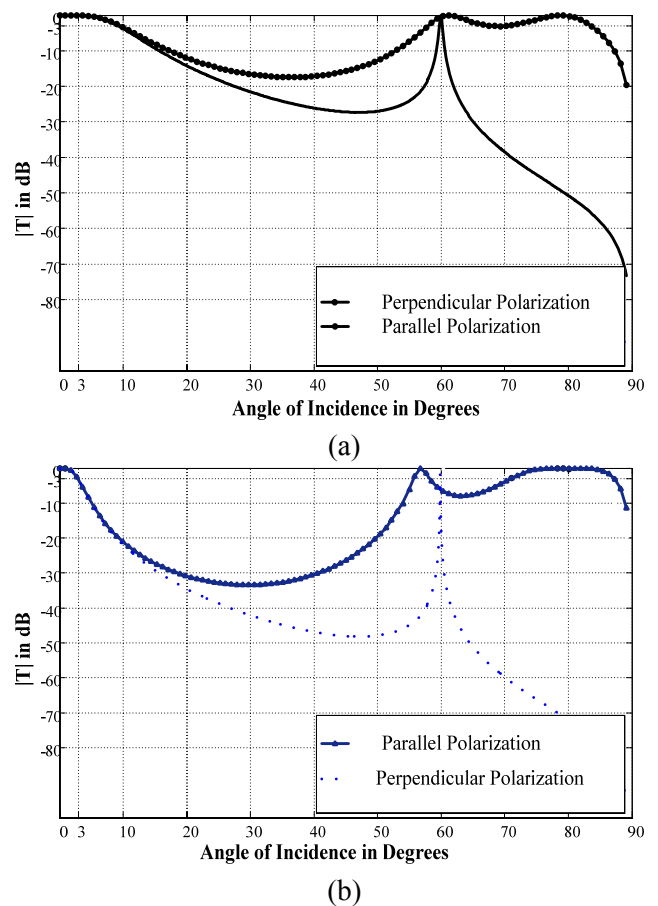 0
-3
-10
-20
-30
-40
-50
-60
-70
-80
|T| in dB
Perpendicular Polarization
Parallel Polarization
0 3 10 20 30 40 50 60 70 80 90
Angle of Incidence in Degrees
(a)
0
-3
-10
-20
-30
-40
-50
-60
-70
-80
|T| in dB
Parallel Polarization
Perpendicular Polarization
0 3 10 20 30 40 50 60 70 80 90
Angle of Incidence in Degrees
(b)